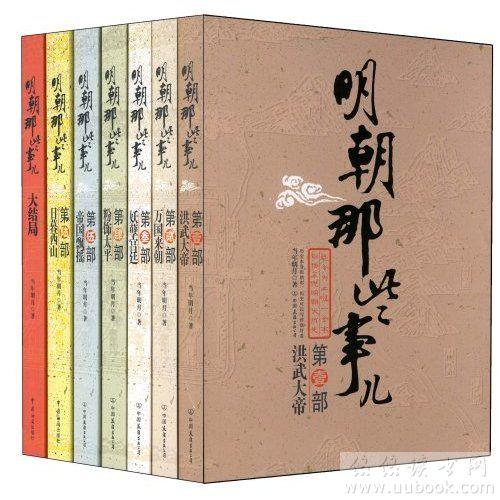 明朝那些事儿
大结局
当年明月 著
明朝那些事儿
第陆部
日暮西山
当年明月 著
明朝那些事儿
第伍部
帝国飘摇
当年明月 著
明朝那些事儿
第肆部
粉饰太平
当年明月 著
明朝那些事儿
第叁部
妖孽宫廷
当年明月 著
明朝那些事儿
第贰部
万国来朝
当年明月 著
明朝那些事儿
第壹部
洪武大帝
当年明月 著
明朝那些事儿
第壹部
洪武大帝
当年明月 著
www.uubook.com